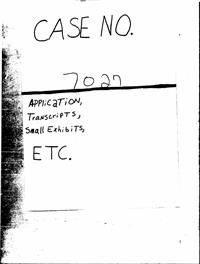 CASE NO.
7027
APPLICATION,
TRANSCRIPTS,
Small Exhibits,
ETC.